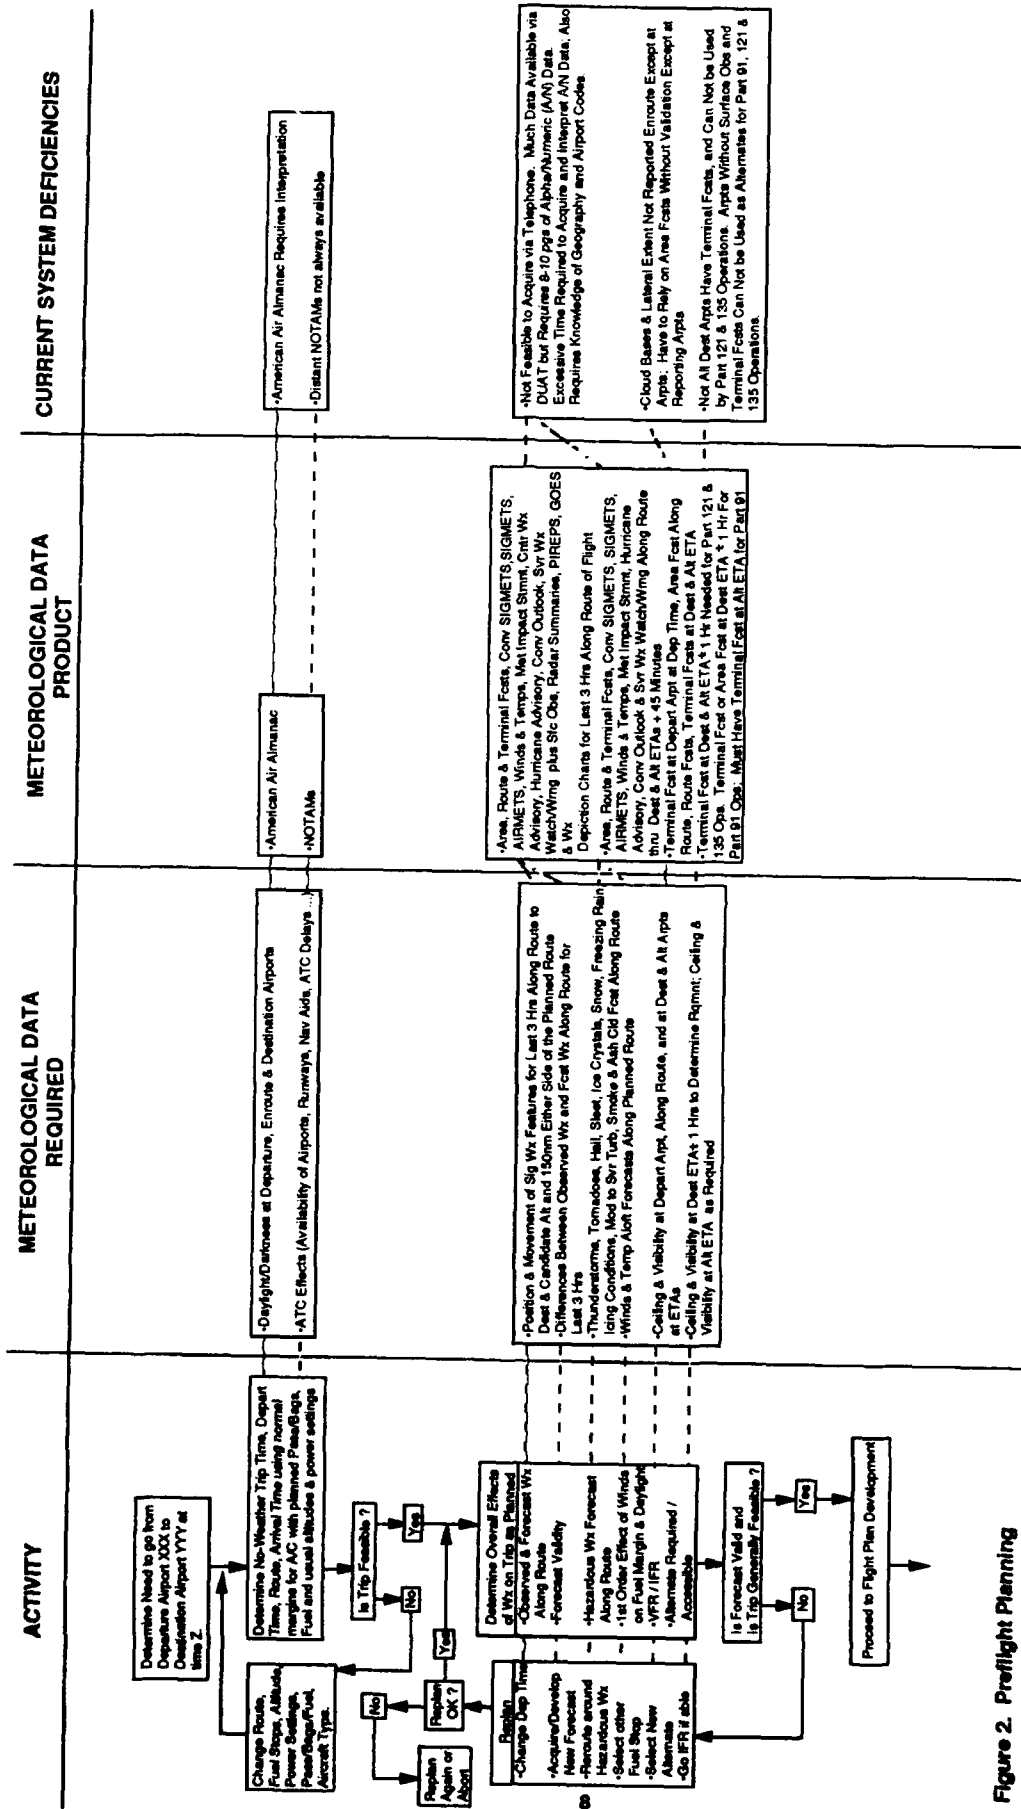 ACTIVITY
METEOROLOGICAL DATA
REQUIRED
METEOROLOGICAL DATA
PRODUCT
CURRENT SYSTEM DEFICIENCIES
Determine Need to go from
Departure Airport XXX to
Destination Airport YYY at
time Z.
Change Route,
Fuel Stops, Altitude,
Power Settings,
Pass/Bags/Fuel,
Aircraft Type.
Determine No-Weather Trip Time, Depart
Time, Route, Arrival Time using normal
margins for A/C with planned Pass/Bags,
Fuel and usual altitudes & power settings
•Daylight/Darkness at Departure, Enroute & Destination Airports
•ATC Effects (Availability of Airports, Runways, Nav Aids, ATC Delays ...)
•American Air Almanac
•NOTAMs
•American Air Almanac Requires Interpretation
•Distant NOTAMs not always available
Is Trip Feasible ?
No
Yes
Replan
Again or
Abort
No
Replan
OK ?
Yes
Replan
•Change Dep Time
•Acquire/Develop
New Forecast
•Reroute around
Hazardous Wx
•Select other
Fuel Stop
•Select New
Alternate
•Go IFR if able
Determine Overall Effects
of Wx on Trip as Planned
•Observed & Forecast Wx
Along Route
•Forecast Validity
•Hazardous Wx Forecast
Along Route
•1st Order Effect of Winds
on Fuel Margin & Daylight
•VFR / IFR
•Alternate Required /
Accessible
•Position & Movement of Sig Wx Features for Last 3 Hrs Along Route to
Dest & Candidate Alt and 150nm Either Side of the Planned Route
•Differences Between Observed Wx and Fcst Wx Along Route for
Last 3 Hrs
•Thunderstorms, Tornadoes, Hail, Sleet, Ice Crystals, Snow, Freezing Rain,
Icing Conditions, Mod to Svr Turb, Smoke & Ash Cld Fcst Along Route
•Winds & Temp Aloft Forecasts Along Planned Route
•Ceiling & Visibility at Depart Arpt, Along Route, and at Dest & Alt Arpts
at ETAs
•Ceiling & Visibility at Dest ETA± 1 Hrs to Determine Rqmnt; Ceiling &
Visibility at Alt ETA as Required
•Area, Route & Terminal Fcsts, Conv SIGMETS,SIGMETS,
AIRMETS, Winds & Temps, Met Impact Stmnt, Cntr Wx
Advisory, Hurricane Advisory, Conv Outlook, Svr Wx
Watch/Wrng plus Sfc Obs, Radar Summaries, PIREPS, GOES
& Wx
Depiction Charts for Last 3 Hrs Along Route of Flight
•Area, Route & Terminal Fcsts, Conv SIGMETS, SIGMETS,
AIRMETS, Winds & Temps, Met Impact Stmnt, Hurricane
Advisory, Conv Outlook & Svr Wx Watch/Wrng Along Route
thru Dest & Alt ETAs + 45 Minutes
•Terminal Fcst at Depart Arpt at Dep Time, Area Fcst Along
Route, Route Fcsts, Terminal Fcsts at Dest & Alt ETA
•Terminal Fcst at Dest & Alt ETA± 1 Hr Needed for Part 121 &
135 Ops. Terminal Fcst or Area Fcst at Dest ETA ± 1 Hr For
Part 91 Ops; Must Have Terminal Fcst at Alt ETA for Part 91
•Not Feasible to Acquire via Telephone. Much Data Available via
DUAT but Requires 8-10 pgs of Alpha/Numeric (A/N) Data.
Excessive Time Required to Acquire and Interpret A/N Data; Also
Requires Knowledge of Geography and Airport Codes.
•Cloud Bases & Lateral Extent Not Reported Enroute Except at
Arpts; Have to Rely on Area Fcsts Without Validation Except at
Reporting Arpts
•Not All Dest Arpts Have Terminal Fcsts, and Can Not be Used
by Part 121 & 135 Operations. Arpts Without Surface Obs and
Terminal Fcsts Can Not be Used as Alternates for Part 91, 121 &
135 Operations.
Is Forecast Valid and
Is Trip Generally Feasible ?
No
Yes
Proceed to Flight Plan Development
8
Figure 2. Preflight Planning